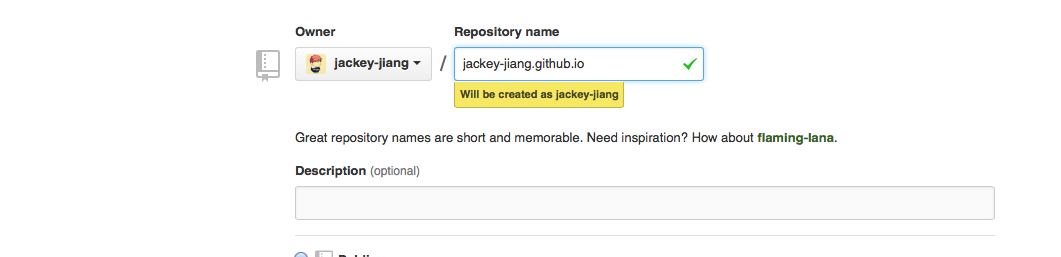 Owner
Repository name
jackey-jiang / jackey-jiang.github.io
Will be created as jackey-jiang
Great repository names are short and memorable. Need inspiration? How about flaming-lana.
Description (optional)